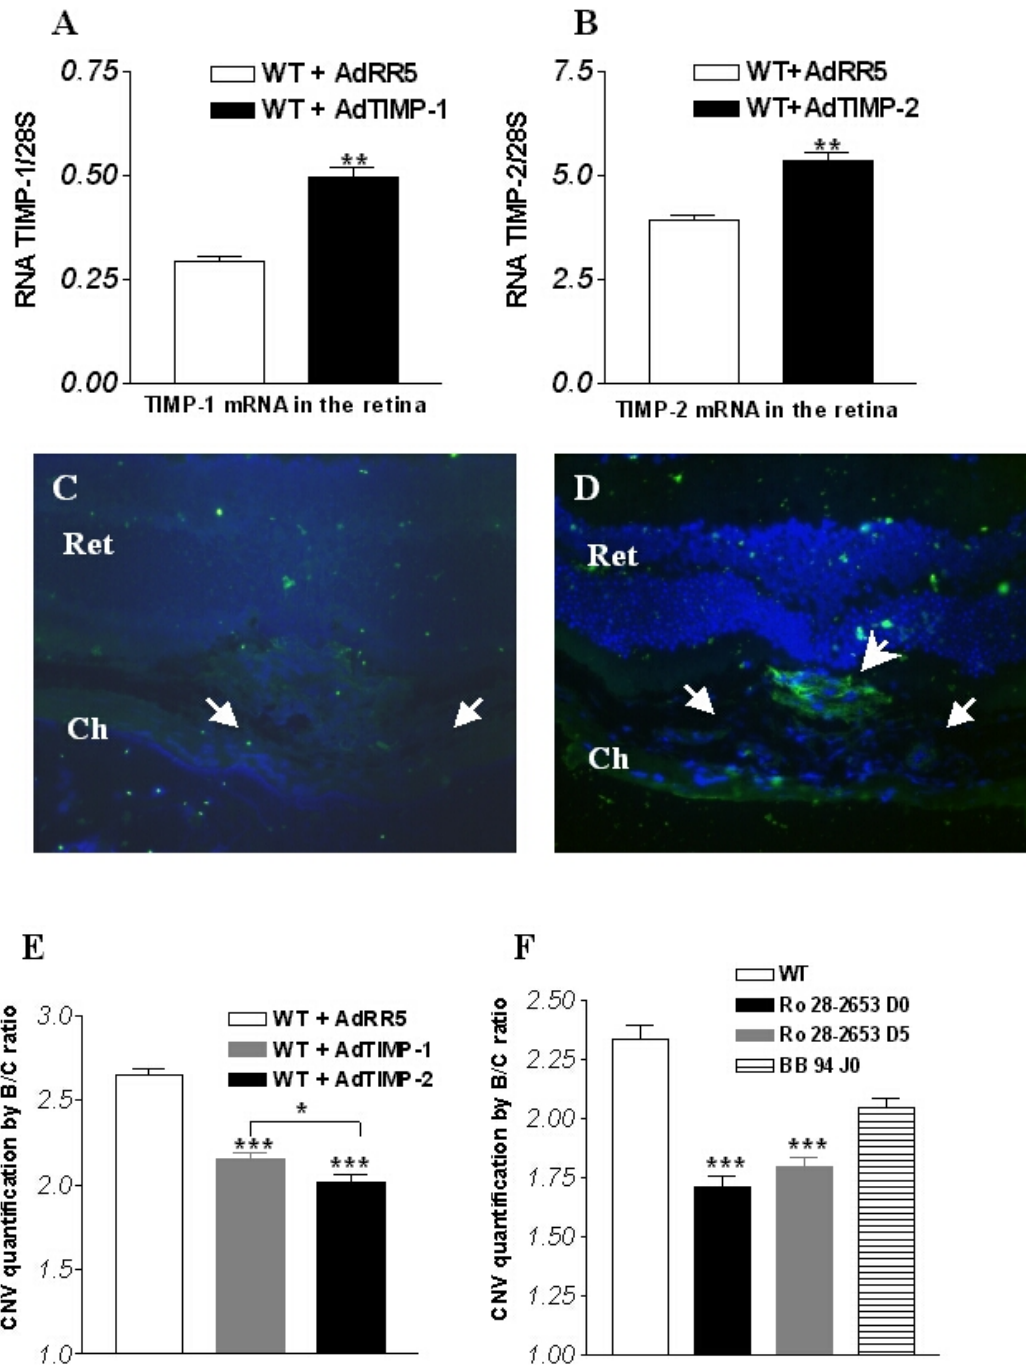 A
WT + AdRR5
WT + AdTIMP-1
RNA TIMP-1/28S
0.75
0.50
0.25
0.00
**
TIMP-1 mRNA in the retina
B
WT+AdRR5
WT+AdTIMP-2
RNA TIMP-2/28S
7.5
5.0
2.5
0.0
**
TIMP-2 mRNA in the retina
C
Ret
Ch
D
Ret
Ch
E
WT + AdRR5
WT + AdTIMP-1
WT + AdTIMP-2
CNV quantification by B/C ratio
3.0
2.5
2.0
1.5
1.0
*
***
***
F
WT
Ro 28-2653 D0
Ro 28-2653 D5
BB 94 J0
CNV quantification by B/C ratio
2.50
2.25
2.00
1.75
1.50
1.25
1.00
***
***